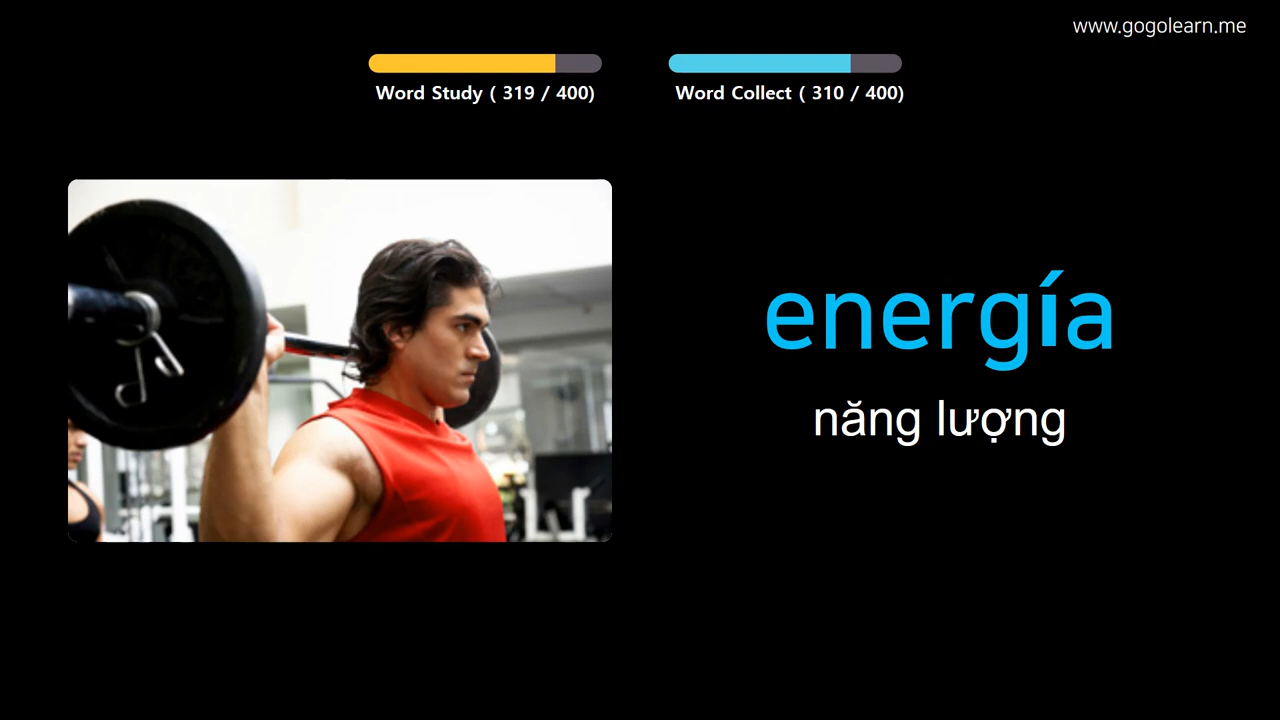 www.gogolearn.me
Word Study ( 319 / 400)
Word Collect ( 310 / 400)
energía
năng lượng